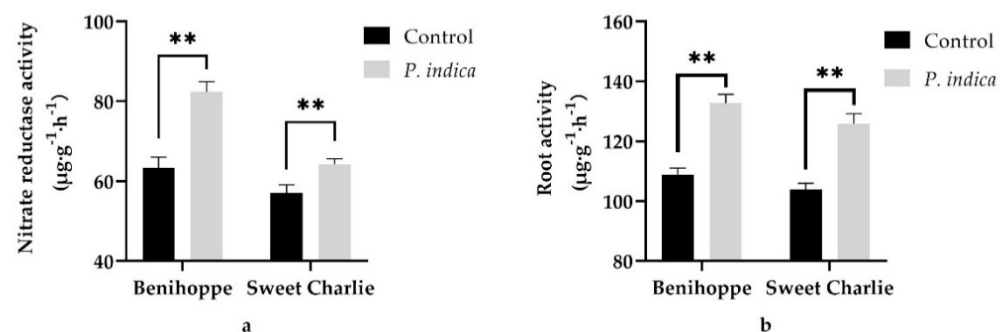 Nitrate reductase activity
(µg·g⁻¹·h⁻¹)
100
80
60
40
**
**
Control
P. indica
Benihoppe Sweet Charlie
a
Root activity
(µg·g⁻¹·h⁻¹)
160
140
120
100
80
**
**
Control
P. indica
Benihoppe Sweet Charlie
b